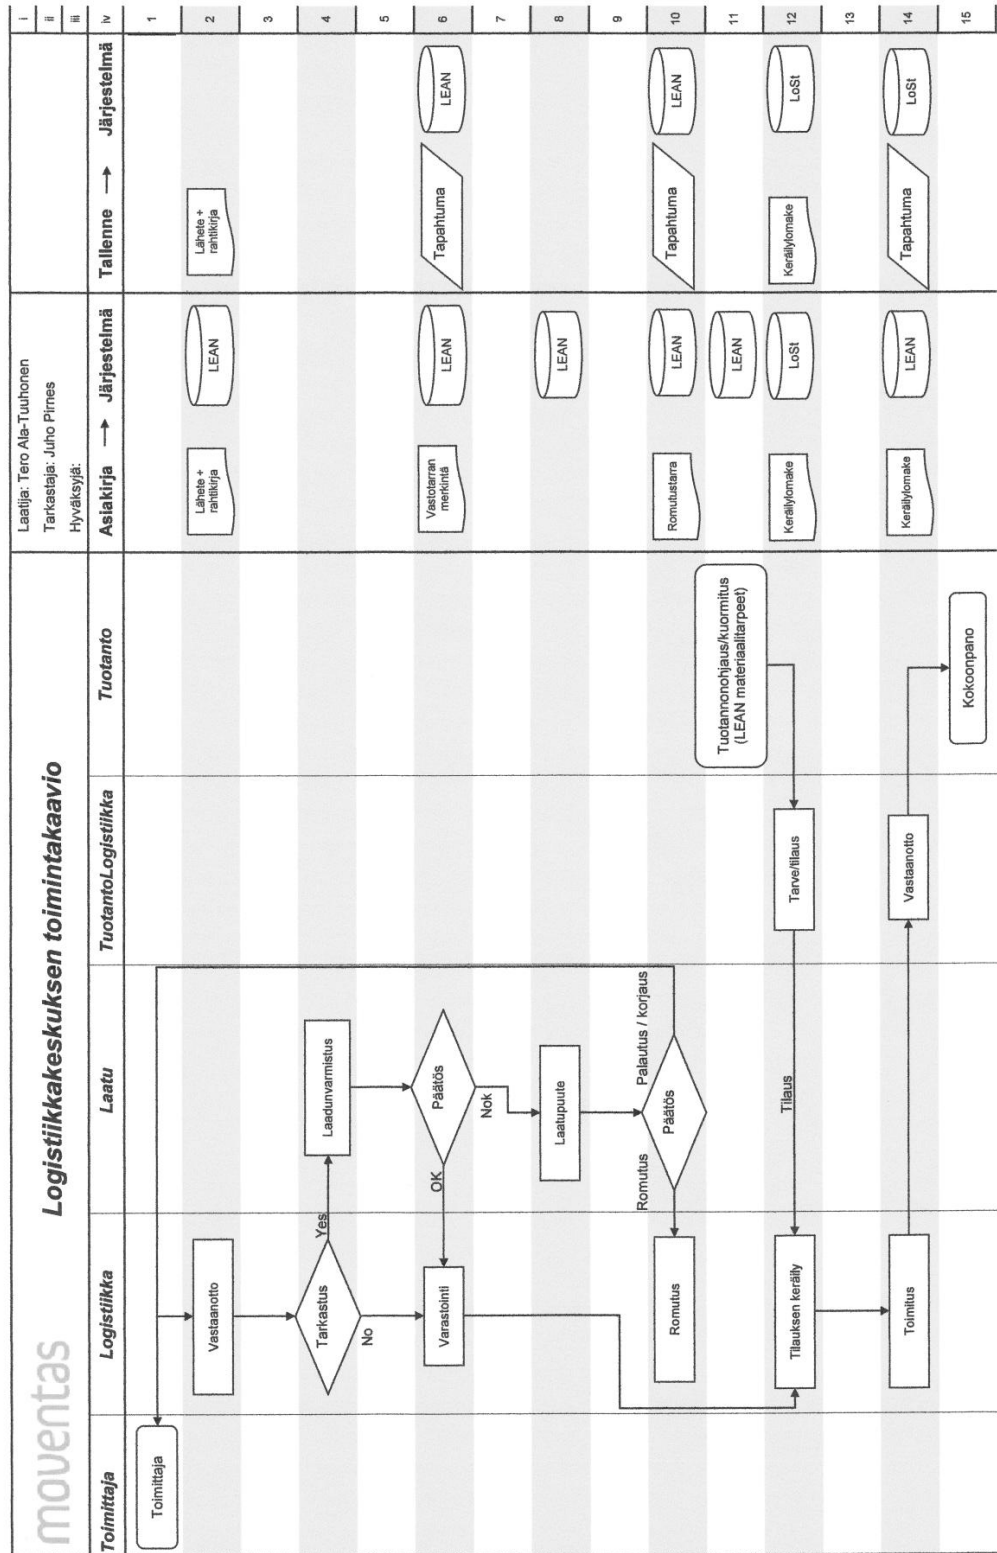 moventas
Logistiikkakeskuksen toimintakaavio
Laatija: Tero Ala-Tuuhonen
Tarkastaja: Juho Pirnes
Hyväksyjä:
i
ii
iii
Toimittaja
Logistiikka
Laatu
TuotantoLogistiikka
Tuotanto
Asiakirja
Järjestelmä
Tallenne
Järjestelmä
iv
Toimittaja
1
Vastaanotto
Lähete +
rahtikirja
LEAN
Lähete +
rahtikirja
2
3
Tarkastus
Yes
Laadunvarmistus
4
No
5
Varastointi
OK
Päätös
Vastotarran
merkintä
LEAN
Tapahtuma
LEAN
6
Nok
7
Laatupuute
LEAN
8
9
Romutus
Romutus
Päätös
Palautus / korjaus
Romutustarra
LEAN
Tapahtuma
LEAN
10
Tuotannonohjaus/kuormitus
(LEAN materiaalitarpeet)
LEAN
11
Tilauksen keräily
Tilaus
Tarve/tilaus
Keräilylomake
LoSt
Keräilylomake
LoSt
12
13
Toimitus
Vastaanotto
Keräilylomake
LEAN
Tapahtuma
LoSt
14
Kokoonpano
15